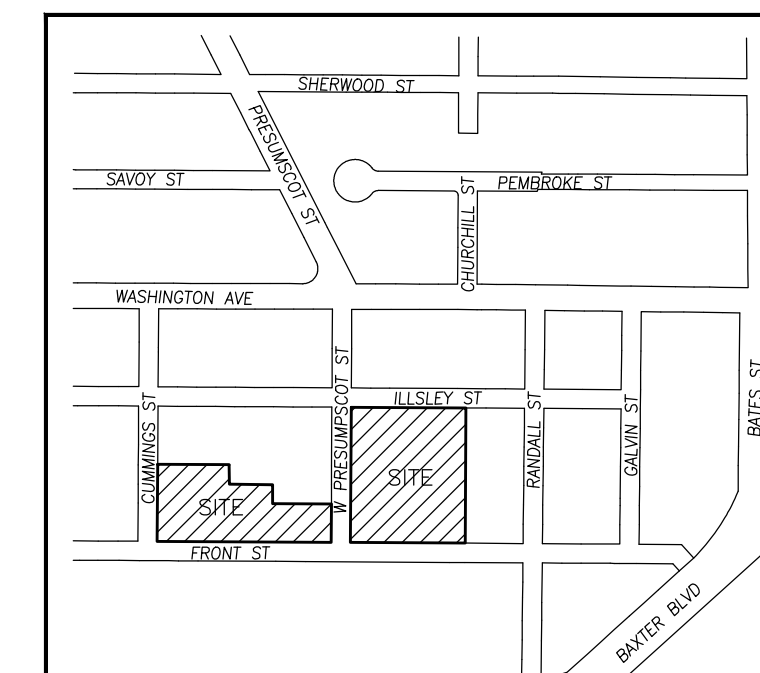 SHERWOOD ST
PRESUMSCOT ST
SAVOY ST
PEMBROKE ST
CHURCHILL ST
WASHINGTON AVE
W PRESUMPSCOT ST
ILLSLEY ST
BATES ST
CUMMINGS ST
RANDALL ST
GALVIN ST
SITE
SITE
FRONT ST
BAXTER BLVD